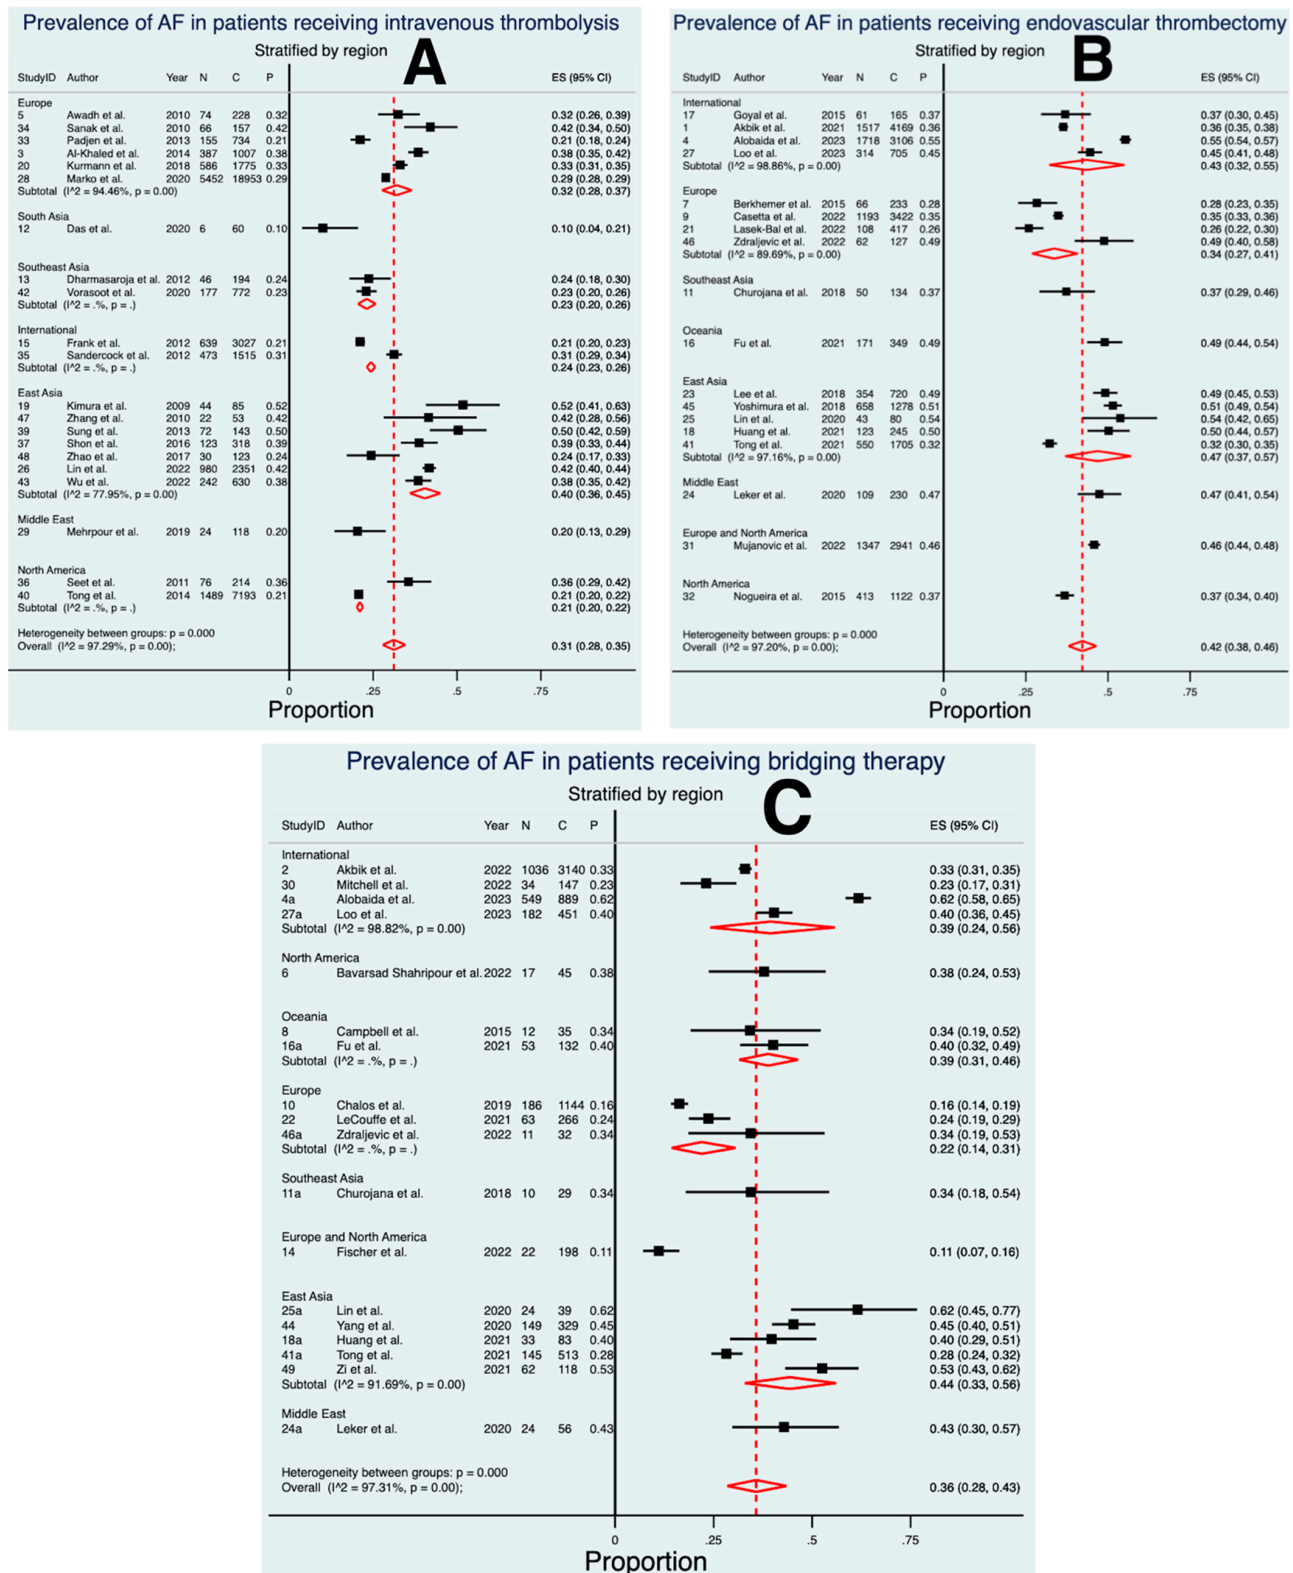 Prevalence of AF in patients receiving intravenous thrombolysis
Stratified by region
A
StudyID Author Year N C P ES (95% CI)
Europe
5 Awadh et al. 2010 74 228 0.32 0.32 (0.26, 0.39)
34 Sanak et al. 2010 66 157 0.42 0.42 (0.34, 0.50)
33 Padjen et al. 2013 155 734 0.21 0.21 (0.18, 0.24)
3 Al-Khaled et al. 2014 387 1007 0.38 0.38 (0.35, 0.42)
20 Kurmann et al. 2018 586 1775 0.33 0.33 (0.31, 0.35)
28 Marko et al. 2020 5452 18953 0.29 0.29 (0.28, 0.29)
Subtotal (I^2 = 94.46%, p = 0.00) 0.32 (0.28, 0.37)
South Asia
12 Das et al. 2020 6 60 0.10 0.10 (0.04, 0.21)
Southeast Asia
13 Dharmasaroja et al. 2012 46 194 0.24 0.24 (0.18, 0.30)
42 Vorasoot et al. 2020 177 772 0.23 0.23 (0.20, 0.26)
Subtotal (I^2 = .%, p = .) 0.23 (0.20, 0.26)
International
15 Frank et al. 2012 639 3027 0.21 0.21 (0.20, 0.23)
35 Sandercock et al. 2012 473 1515 0.31 0.31 (0.29, 0.34)
Subtotal (I^2 = .%, p = .) 0.24 (0.23, 0.26)
East Asia
19 Kimura et al. 2009 44 85 0.52 0.52 (0.41, 0.63)
47 Zhang et al. 2010 22 53 0.42 0.42 (0.28, 0.56)
39 Sung et al. 2013 72 143 0.50 0.50 (0.42, 0.59)
37 Shon et al. 2016 123 318 0.39 0.39 (0.33, 0.44)
48 Zhao et al. 2017 30 123 0.24 0.24 (0.17, 0.33)
26 Lin et al. 2022 980 2351 0.42 0.42 (0.40, 0.44)
43 Wu et al. 2022 242 630 0.38 0.38 (0.35, 0.42)
Subtotal (I^2 = 77.95%, p = 0.00) 0.40 (0.36, 0.45)
Middle East
29 Mehrpour et al. 2019 24 118 0.20 0.20 (0.13, 0.29)
North America
36 Seet et al. 2011 76 214 0.36 0.36 (0.29, 0.42)
40 Tong et al. 2014 1489 7193 0.21 0.21 (0.20, 0.22)
Subtotal (I^2 = .%, p = .) 0.21 (0.20, 0.22)
Heterogeneity between groups: p = 0.000
Overall (I^2 = 97.29%, p = 0.00); 0.31 (0.28, 0.35)
0 .25 .5 .75
Proportion
Prevalence of AF in patients receiving endovascular thrombectomy
Stratified by region
B
StudyID Author Year N C P ES (95% CI)
International
17 Goyal et al. 2015 61 165 0.37 0.37 (0.30, 0.45)
1 Akbik et al. 2021 1517 4169 0.36 0.36 (0.35, 0.38)
4 Alobaida et al. 2023 1718 3106 0.55 0.55 (0.54, 0.57)
27 Loo et al. 2023 314 705 0.45 0.45 (0.41, 0.48)
Subtotal (I^2 = 98.86%, p = 0.00) 0.43 (0.32, 0.55)
Europe
7 Berkhemer et al. 2015 66 233 0.28 0.28 (0.23, 0.35)
9 Casetta et al. 2022 1193 3422 0.35 0.35 (0.33, 0.36)
21 Lasek-Bal et al. 2022 108 417 0.26 0.26 (0.22, 0.30)
46 Zdraljevic et al. 2022 62 127 0.49 0.49 (0.40, 0.58)
Subtotal (I^2 = 89.69%, p = 0.00) 0.34 (0.27, 0.41)
Southeast Asia
11 Churojana et al. 2018 50 134 0.37 0.37 (0.29, 0.46)
Oceania
16 Fu et al. 2021 171 349 0.49 0.49 (0.44, 0.54)
East Asia
23 Lee et al. 2018 354 720 0.49 0.49 (0.45, 0.53)
45 Yoshimura et al. 2018 658 1278 0.51 0.51 (0.49, 0.54)
25 Lin et al. 2020 43 80 0.54 0.54 (0.42, 0.65)
18 Huang et al. 2021 123 245 0.50 0.50 (0.44, 0.57)
41 Tong et al. 2021 550 1705 0.32 0.32 (0.30, 0.35)
Subtotal (I^2 = 97.16%, p = 0.00) 0.47 (0.37, 0.57)
Middle East
24 Leker et al. 2020 109 230 0.47 0.47 (0.41, 0.54)
Europe and North America
31 Mujanovic et al. 2022 1347 2941 0.46 0.46 (0.44, 0.48)
North America
32 Nogueira et al. 2015 413 1122 0.37 0.37 (0.34, 0.40)
Heterogeneity between groups: p = 0.000
Overall (I^2 = 97.20%, p = 0.00); 0.42 (0.38, 0.46)
0 .25 .5 .75
Proportion
Prevalence of AF in patients receiving bridging therapy
Stratified by region
C
StudyID Author Year N C P ES (95% CI)
International
2 Akbik et al. 2022 1036 3140 0.33 0.33 (0.31, 0.35)
30 Mitchell et al. 2022 34 147 0.23 0.23 (0.17, 0.31)
4a Alobaida et al. 2023 549 889 0.62 0.62 (0.58, 0.65)
27a Loo et al. 2023 182 451 0.40 0.40 (0.36, 0.45)
Subtotal (I^2 = 98.82%, p = 0.00) 0.39 (0.24, 0.56)
North America
6 Bavarsad Shahripour et al. 2022 17 45 0.38 0.38 (0.24, 0.53)
Oceania
8 Campbell et al. 2015 12 35 0.34 0.34 (0.19, 0.52)
16a Fu et al. 2021 53 132 0.40 0.40 (0.32, 0.49)
Subtotal (I^2 = .%, p = .) 0.39 (0.31, 0.46)
Europe
10 Chalos et al. 2019 186 1144 0.16 0.16 (0.14, 0.19)
22 LeCouffe et al. 2021 63 266 0.24 0.24 (0.19, 0.29)
46a Zdraljevic et al. 2022 11 32 0.34 0.34 (0.19, 0.53)
Subtotal (I^2 = .%, p = .) 0.22 (0.14, 0.31)
Southeast Asia
11a Churojana et al. 2018 10 29 0.34 0.34 (0.18, 0.54)
Europe and North America
14 Fischer et al. 2022 22 198 0.11 0.11 (0.07, 0.16)
East Asia
25a Lin et al. 2020 24 39 0.62 0.62 (0.45, 0.77)
44 Yang et al. 2020 149 329 0.45 0.45 (0.40, 0.51)
18a Huang et al. 2021 33 83 0.40 0.40 (0.29, 0.51)
41a Tong et al. 2021 145 513 0.28 0.28 (0.24, 0.32)
49 Zi et al. 2021 62 118 0.53 0.53 (0.43, 0.62)
Subtotal (I^2 = 91.69%, p = 0.00) 0.44 (0.33, 0.56)
Middle East
24a Leker et al. 2020 24 56 0.43 0.43 (0.30, 0.57)
Heterogeneity between groups: p = 0.000
Overall (I^2 = 97.31%, p = 0.00); 0.36 (0.28, 0.43)
0 .25 .5 .75
Proportion